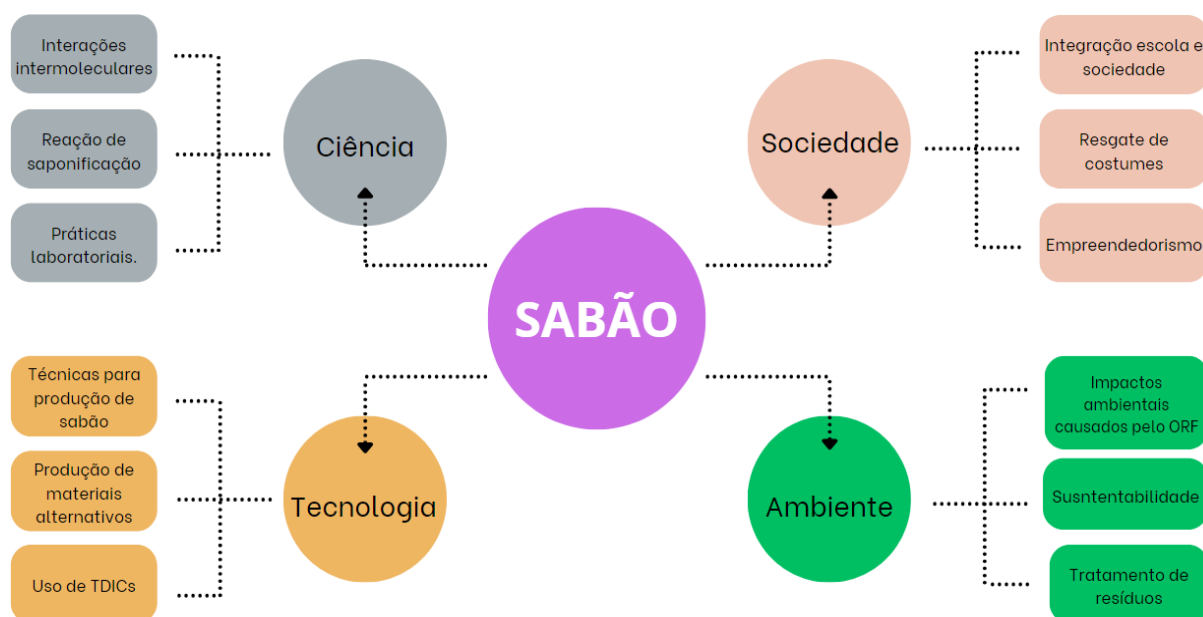 Interações
intermoleculares
Reação de
saponificação
Práticas
laboratoriais.
Ciência
Sociedade
Integração escola e
sociedade
Resgate de
costumes
Empreendedorismo
SABÃO
Técnicas para
produção de
sabão
Produção de
materiais
alternativos
Uso de TDICs
Tecnologia
Ambiente
Impactos
ambientais
causados pelo ORF
Susntentabilidade
Tratamento de
resíduos